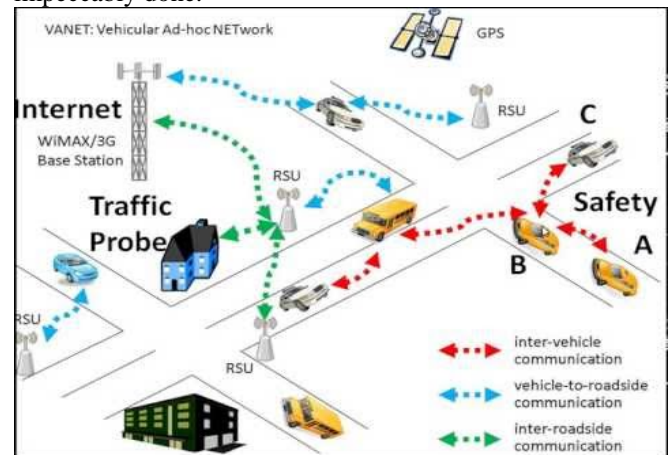 VANET: Vehicular Ad-hoc NETwork
GPS
Internet
WiMAX/3G
Base Station
RSU
C
RSU
Traffic
Probe
Safety
A
B
RSU
RSU
inter-vehicle
communication
vehicle-to-roadside
communication
inter-roadside
communication